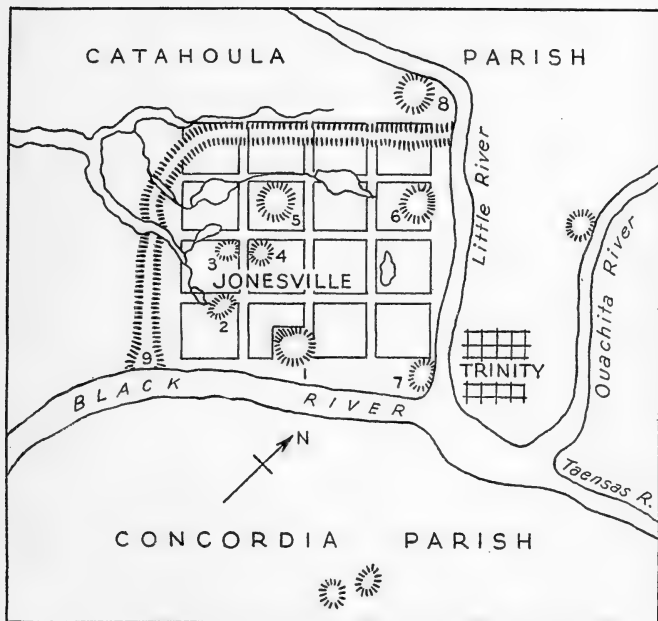 CATAHOULA PARISH
8
Little River
5
6
Ouachita River
3
4
JONESVILLE
2
1
7
TRINITY
9
BLACK RIVER
N
Taensas R.
CONCORDIA PARISH